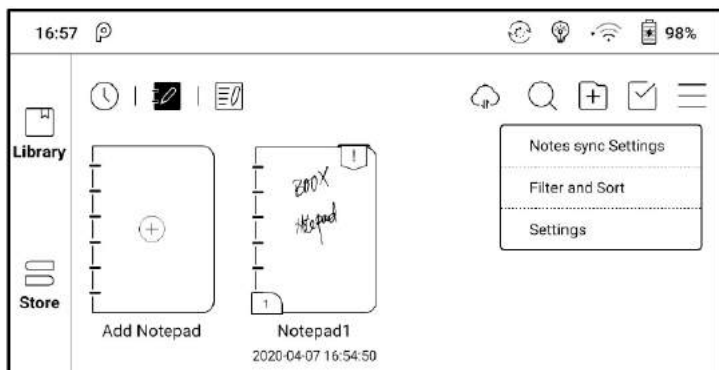 16:57
98%
Library
Store
Notes sync Settings
Filter and Sort
Settings
!
BOOX
Notepad
1
Add Notepad
Notepad1
2020-04-07 16:54:50